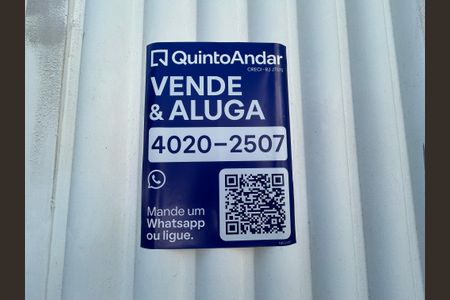 QuintoAndar
VENDE
& ALUGA
4020-2507
Mande um
Whatsapp
ou ligue.